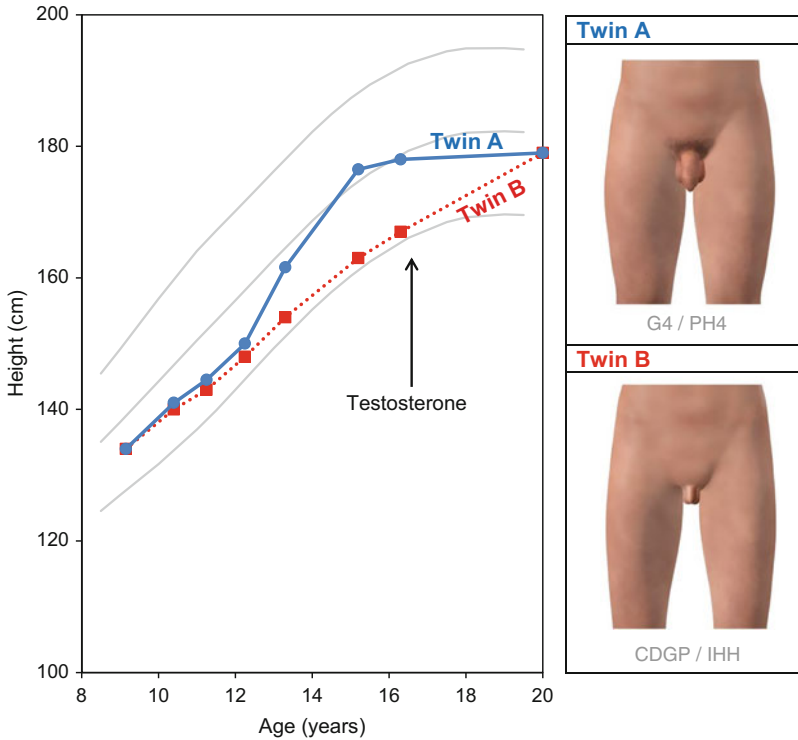 200
180
160
140
120
100
8
10
12
14
16
18
20
Height (cm)
Age (years)
Twin A
Twin B
Testosterone
Twin A
G4 / PH4
Twin B
CDGP / IHH